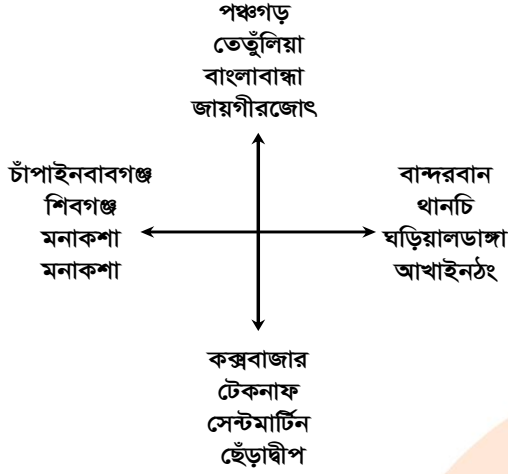 পঞ্চগড়
তেতুঁলিয়া
বাংলাবান্ধা
জায়গীরজোৎ
চাঁপাইনবাবগঞ্জ
শিবগঞ্জ
মনাকশা
মনাকশা
বান্দরবান
থানচি
ঘড়িয়ালডাঙ্গা
আখাইনঠং
কক্সবাজার
টেকনাফ
সেন্টমার্টিন
ছেঁড়াদ্বীপ